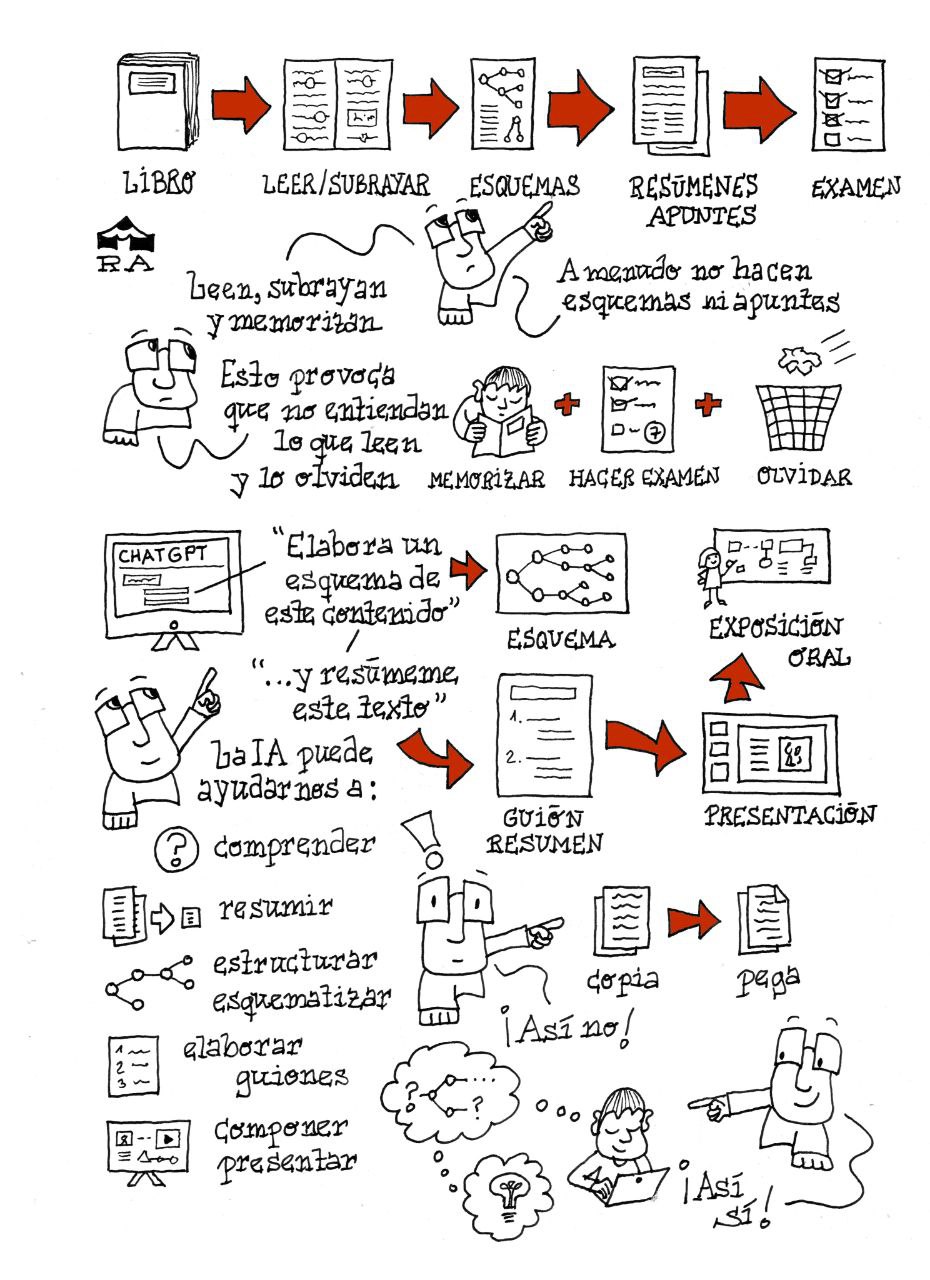 LIBRO
LEER/SUBRAYAR
ESQUEMAS
RESÚMENES
APUNTES
EXAMEN
RA
Leen, subrayan
y memorizan
A menudo no hacen
esquemas ni apuntes
Esto provoca
que no entiendan
lo que leen
y lo olviden
MEMORIZAR
7
HACER EXAMEN
OLVIDAR
CHATGPT
"Elabora un
esquema de
este contenido"
ESQUEMA
EXPOSICIÓN
ORAL
"...y resúmeme
este texto"
1.
2.
GUIÓN
RESUMEN
PRESENTACIÓN
La IA puede
ayudarnos a:
? comprender
resumir
estructurar
esquematizar
1
2
3
elaborar
guiones
componer
presentar
!
copia
pega
¡Así no!
? ....
?
¡Así
sí!